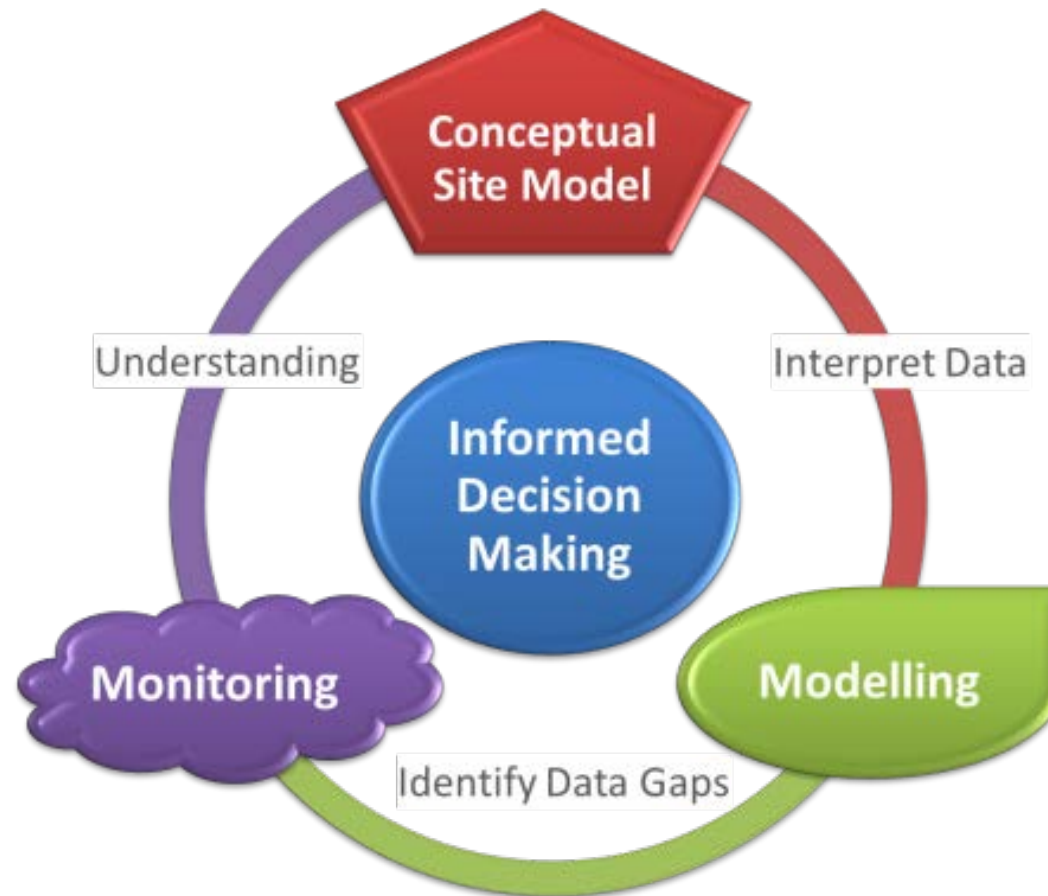 Conceptual
Site Model
Understanding
Interpret Data
Informed
Decision
Making
Monitoring
Modelling
Identify Data Gaps